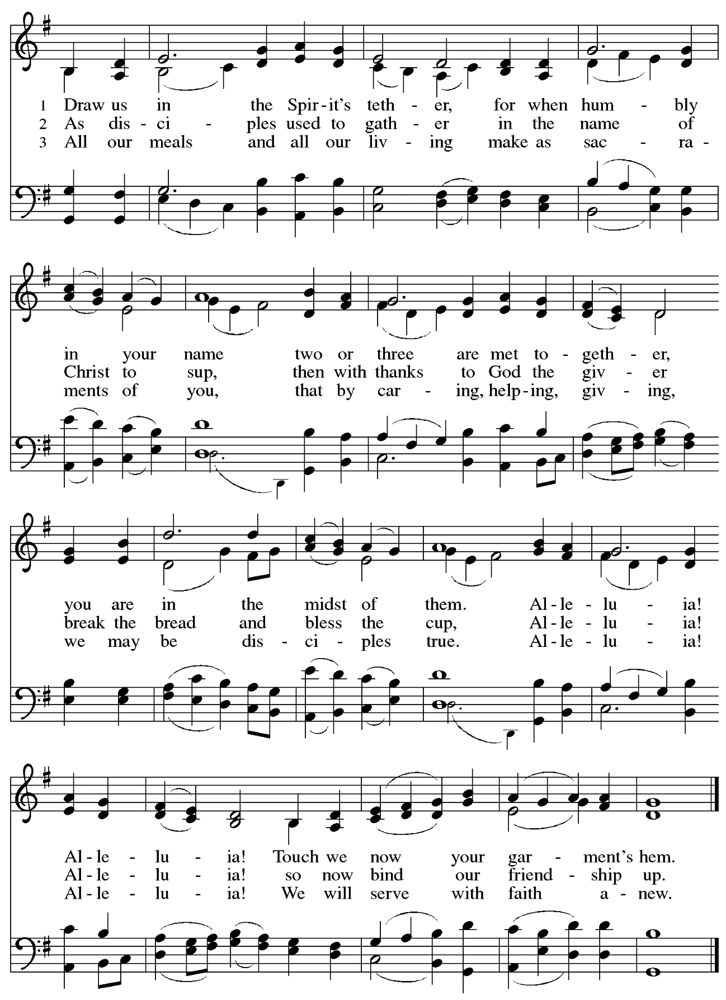 1 Draw us in the Spir-it's teth - er, for when hum - bly
2 As dis - ci - ples used to gath - er in the name of
3 All our meals and all our liv - ing make as sac - ra -
in your name two or three are met to - geth - er,
Christ to sup, then with thanks to God the giv - er
ments of you, that by car - ing, help-ing, giv - ing,
you are in the midst of them. Al-le - lu - ia!
break the bread and bless the cup, Al-le - lu - ia!
we may be dis - ci - ples true. Al-le - lu - ia!
Al-le - lu - ia! Touch we now your gar - ment's hem.
Al-le - lu - ia! so now bind our friend - ship up.
Al-le - lu - ia! We will serve with faith a - new.